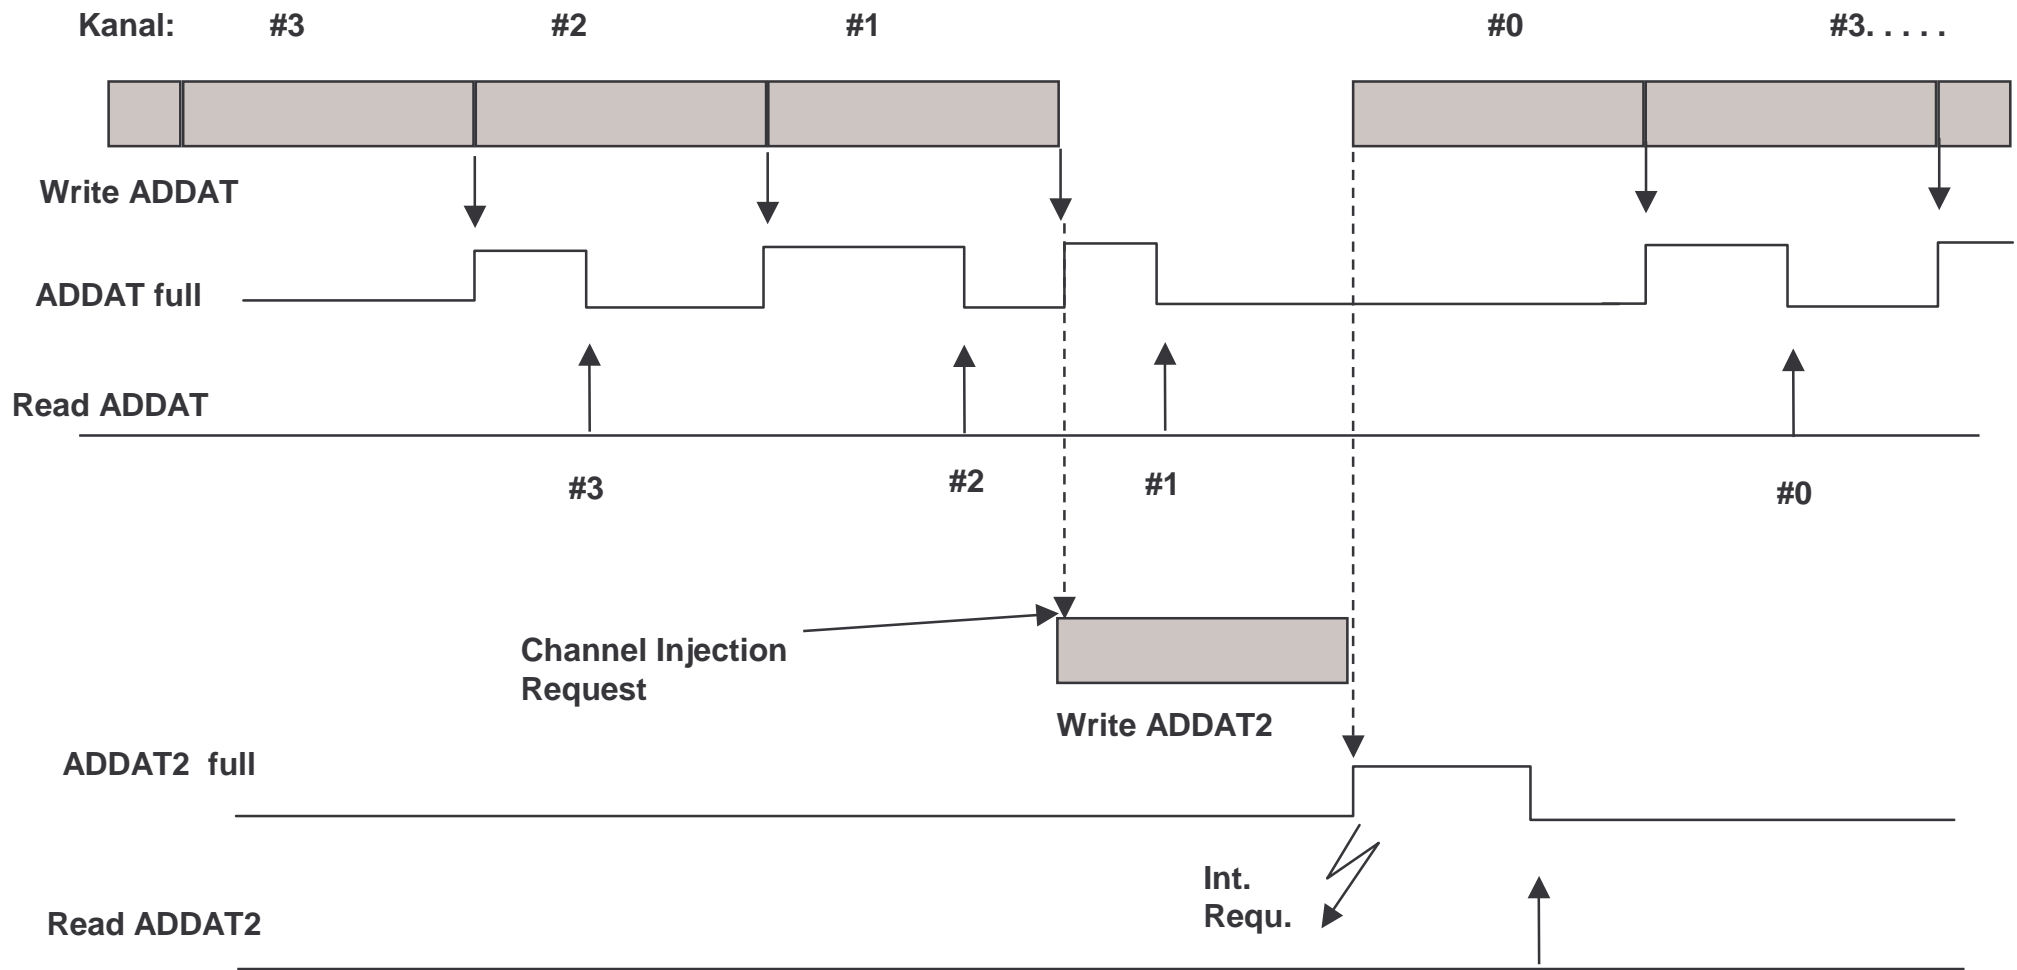 Kanal: #3 #2 #1 #0 #3. . . . .
Write ADDAT
ADDAT full
Read ADDAT
#3 #2 #1 #0
Channel Injection
Request
Write ADDAT2
ADDAT2 full
Int.
Requ.
Read ADDAT2